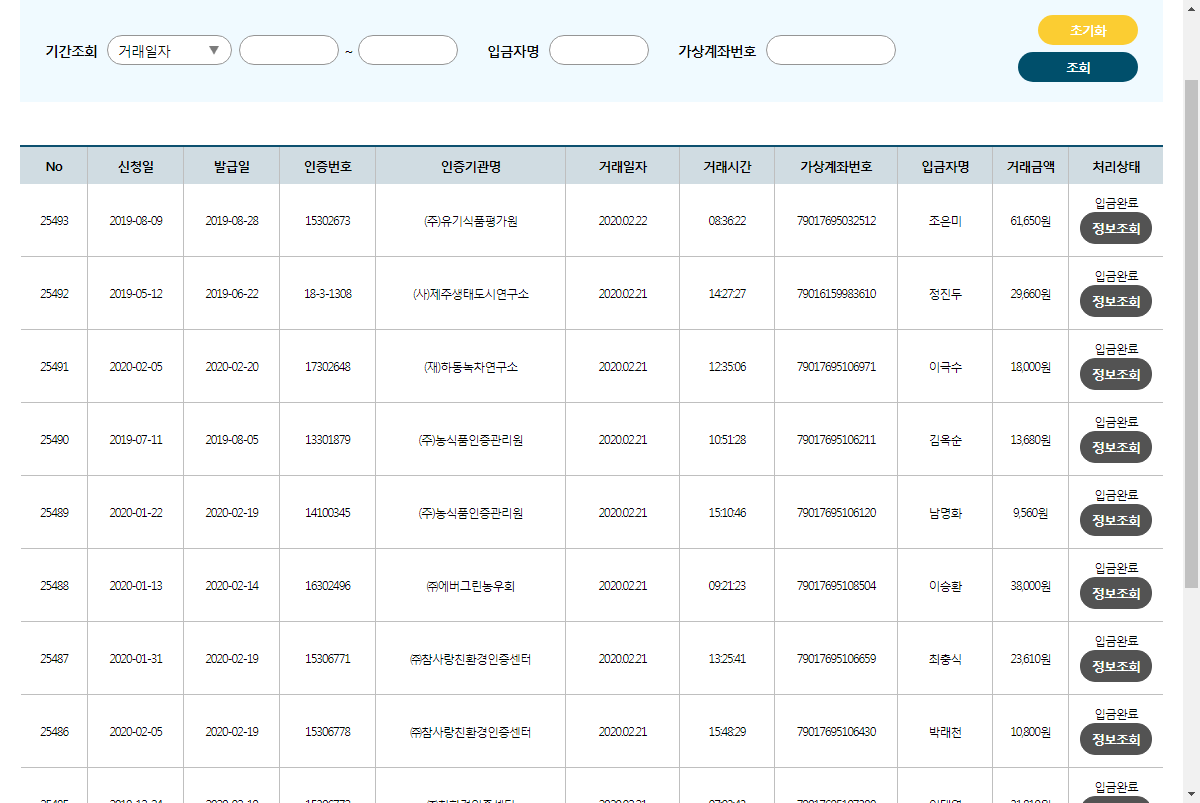 초기화
기간조회 거래일자 ▼ ~ 입금자명 가상계좌번호
조회
No 신청일 발급일 인증번호 인증기관명 거래일자 거래시간 가상계좌번호 입금자명 거래금액 처리상태
25493 2019-08-09 2019-08-28 15302673 (주)유기식품평가원 2020.02.22 08:36:22 79017695032512 조은미 61,650원 입금완료
정보조회
25492 2019-05-12 2019-06-22 18-3-1308 (사)제주생태도시연구소 2020.02.21 14:27:27 79016159983610 정진두 29,660원 입금완료
정보조회
25491 2020-02-05 2020-02-20 17302648 (재)하동녹차연구소 2020.02.21 12:35:06 79017695106971 이극수 18,000원 입금완료
정보조회
25490 2019-07-11 2019-08-05 13301879 (주)농식품인증관리원 2020.02.21 10:51:28 79017695106211 김옥순 13,680원 입금완료
정보조회
25489 2020-01-22 2020-02-19 14100345 (주)농식품인증관리원 2020.02.21 15:10:46 79017695106120 남명화 9,560원 입금완료
정보조회
25488 2020-01-13 2020-02-14 16302496 ㈜에버그린농우회 2020.02.21 09:21:23 79017695108504 이승환 38,000원 입금완료
정보조회
25487 2020-01-31 2020-02-19 15306771 ㈜참사랑친환경인증센터 2020.02.21 13:25:41 79017695106659 최충식 23,610원 입금완료
정보조회
25486 2020-02-05 2020-02-19 15306778 ㈜참사랑친환경인증센터 2020.02.21 15:48:29 79017695106430 박래천 10,800원 입금완료
정보조회
입금완료